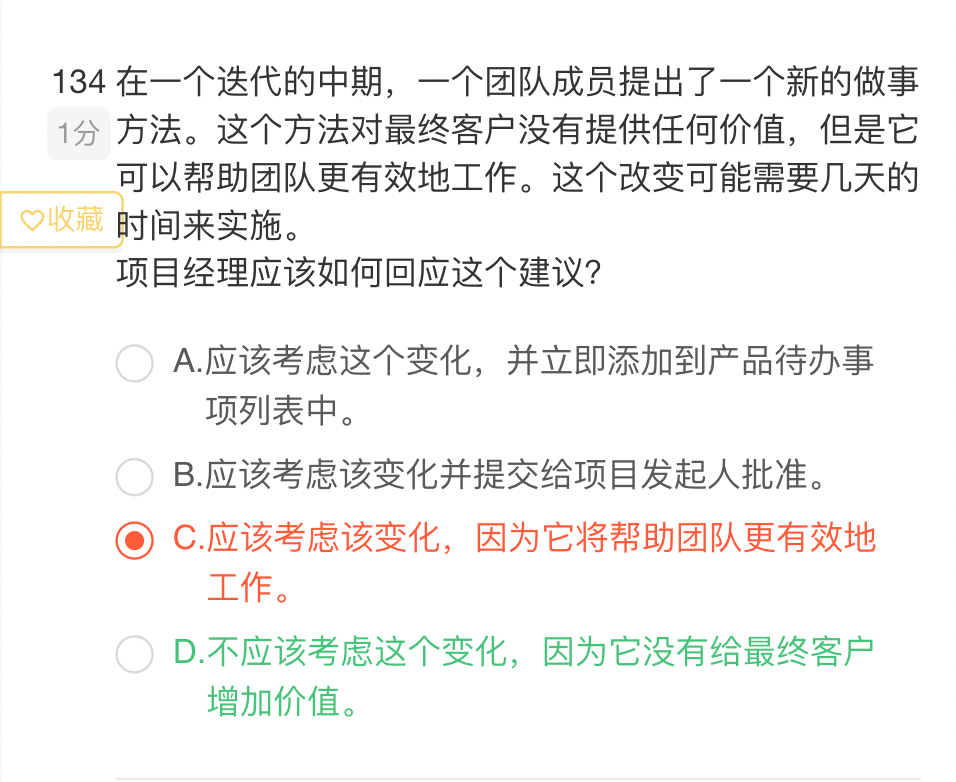 134 在一个迭代的中期，一个团队成员提出了一个新的做事
1分 方法。这个方法对最终客户没有提供任何价值，但是它
可以帮助团队更有效地工作。这个改变可能需要几天的
♡收藏 时间来实施。
项目经理应该如何回应这个建议?
A.应该考虑这个变化，并立即添加到产品待办事
项列表中。
B.应该考虑该变化并提交给项目发起人批准。
C.应该考虑该变化，因为它将帮助团队更有效地
工作。
D.不应该考虑这个变化，因为它没有给最终客户
增加价值。